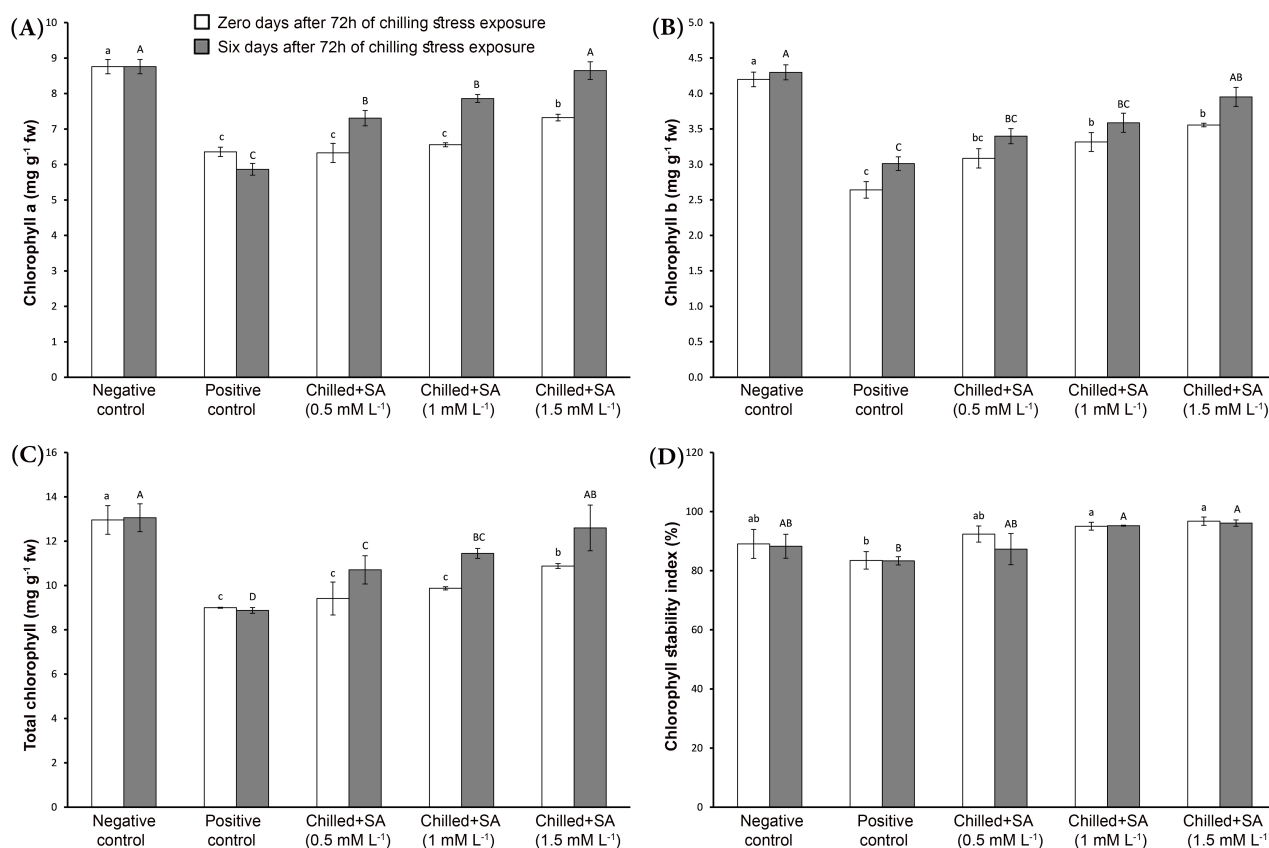 (A)
Zero days after 72h of chilling stress exposure
Six days after 72h of chilling stress exposure
Chlorophyll a (mg g⁻¹ fw)
10
9
8
7
6
5
4
3
2
1
0
a A
c C
c B
c B
b A
Negative control
Positive control
Chilled+SA (0.5 mM L⁻¹)
Chilled+SA (1 mM L⁻¹)
Chilled+SA (1.5 mM L⁻¹)
(B)
Chlorophyll b (mg g⁻¹ fw)
5.0
4.5
4.0
3.5
3.0
2.5
2.0
1.5
1.0
0.5
0.0
a A
c C
bc BC
b BC
b AB
Negative control
Positive control
Chilled+SA (0.5 mM L⁻¹)
Chilled+SA (1 mM L⁻¹)
Chilled+SA (1.5 mM L⁻¹)
(C)
Total chlorophyll (mg g⁻¹ fw)
16
14
12
10
8
6
4
2
0
a A
c D
c C
c BC
b AB
Negative control
Positive control
Chilled+SA (0.5 mM L⁻¹)
Chilled+SA (1 mM L⁻¹)
Chilled+SA (1.5 mM L⁻¹)
(D)
Chlorophyll stability index (%)
120
100
80
60
40
20
0
ab AB
b B
ab AB
a A
a A
Negative control
Positive control
Chilled+SA (0.5 mM L⁻¹)
Chilled+SA (1 mM L⁻¹)
Chilled+SA (1.5 mM L⁻¹)